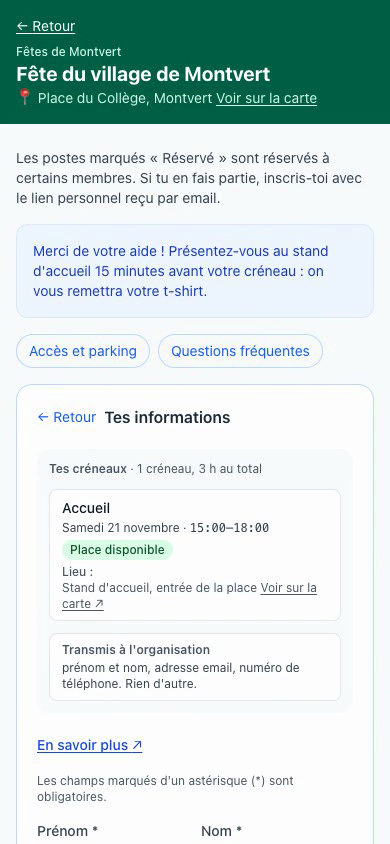 ← Retour
Fêtes de Montvert
Fête du village de Montvert
📍 Place du Collège, Montvert Voir sur la carte
Les postes marqués « Réservé » sont réservés à
certains membres. Si tu en fais partie, inscris-toi avec
le lien personnel reçu par email.
Merci de votre aide ! Présentez-vous au stand
d'accueil 15 minutes avant votre créneau : on
vous remettra votre t-shirt.
Accès et parking
Questions fréquentes
← Retour Tes informations
Tes créneaux · 1 créneau, 3 h au total
Accueil
Samedi 21 novembre · 15:00–18:00
Place disponible
Lieu :
Stand d'accueil, entrée de la place Voir sur la
carte ↗
Transmis à l'organisation
prénom et nom, adresse email, numéro de
téléphone. Rien d'autre.
En savoir plus ↗
Les champs marqués d'un astérisque (*) sont
obligatoires.
Prénom * Nom *